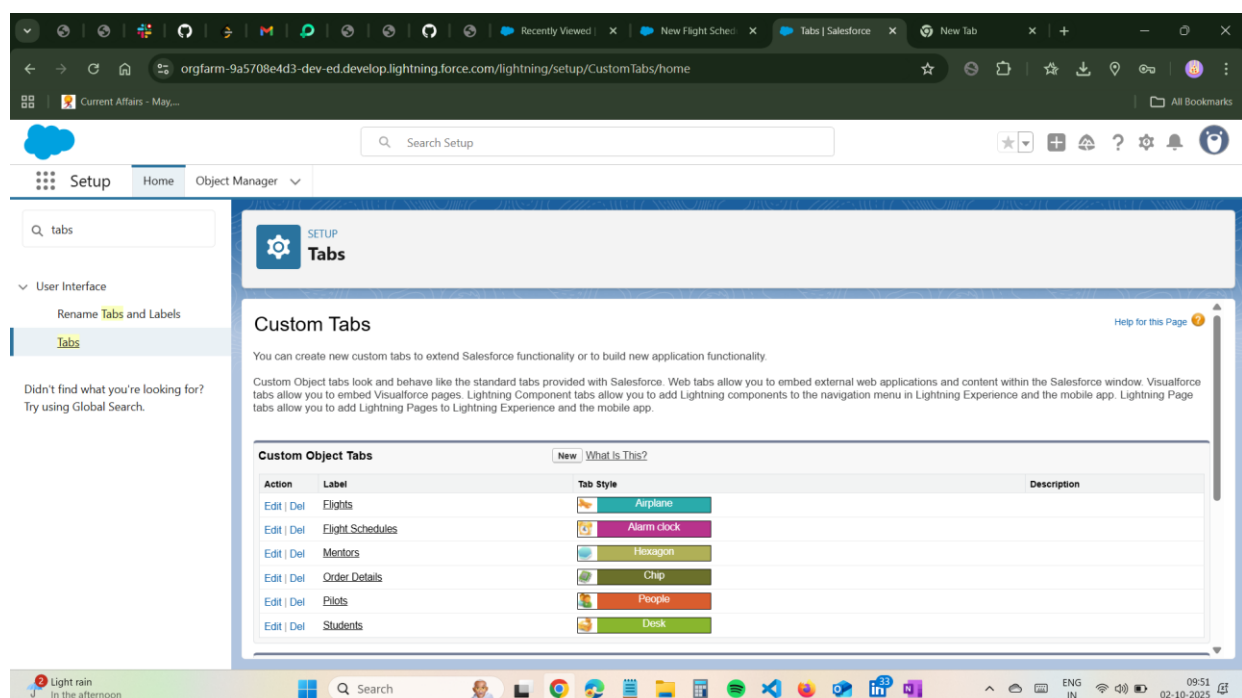 Recently Viewed |
New Flight Sched
Tabs | Salesforce
New Tab
orgfarm-9a5708e4d3-dev-ed.develop.lightning.force.com/lightning/setup/CustomTabs/home
Current Affairs - May,...
All Bookmarks
Search Setup
Setup
Home
Object Manager
tabs
SETUP
Tabs
User Interface
Rename Tabs and Labels
Tabs
Didn't find what you're looking for?
Try using Global Search.
Custom Tabs
Help for this Page
You can create new custom tabs to extend Salesforce functionality or to build new application functionality.
Custom Object tabs look and behave like the standard tabs provided with Salesforce. Web tabs allow you to embed external web applications and content within the Salesforce window. Visualforce
tabs allow you to embed Visualforce pages. Lightning Component tabs allow you to add Lightning components to the navigation menu in Lightning Experience and the mobile app. Lightning Page
tabs allow you to add Lightning Pages to Lightning Experience and the mobile app.
Custom Object Tabs New What Is This?
Action Label Tab Style Description
Edit | Del Flights Airplane
Edit | Del Flight Schedules Alarm clock
Edit | Del Mentors Hexagon
Edit | Del Order Details Chip
Edit | Del Pilots People
Edit | Del Students Desk
2
Light rain
In the afternoon
Search
33
ENG
IN
09:51
02-10-2025